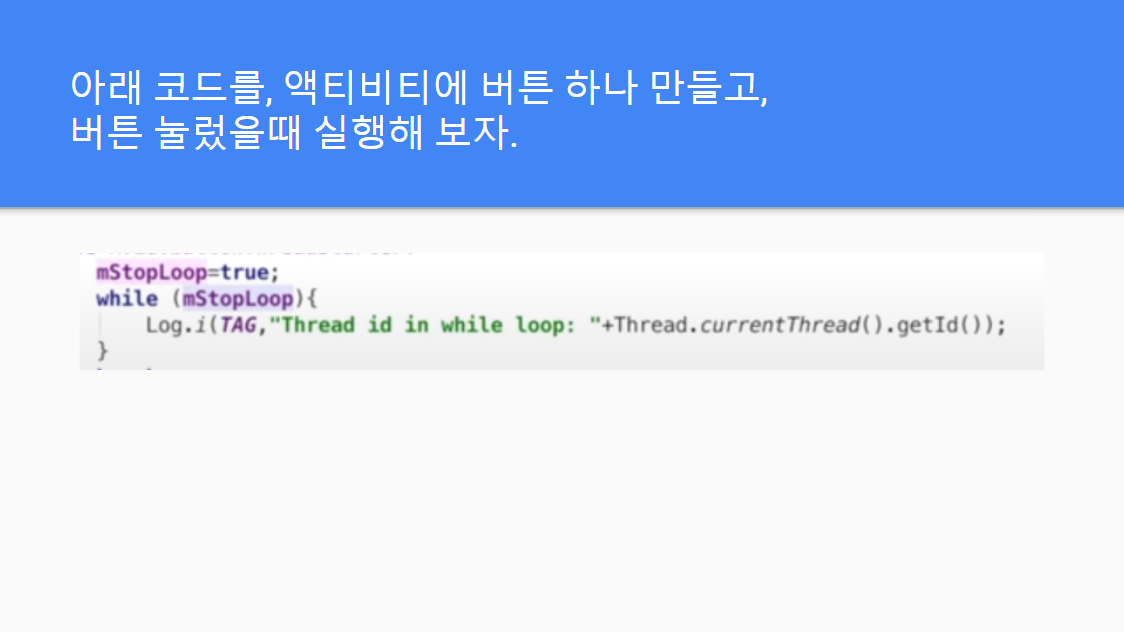 아래 코드를, 액티비티에 버튼 하나 만들고,
버튼 눌렀을때 실행해 보자.
mStopLoop=true;
while (mStopLoop){
Log.i(TAG,"Thread id in while loop: "+Thread.currentThread().getId());
}